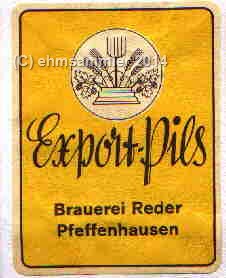 (C) ehmsammler 2014
Export-Pils
Brauerei Reder
Pfeffenhausen